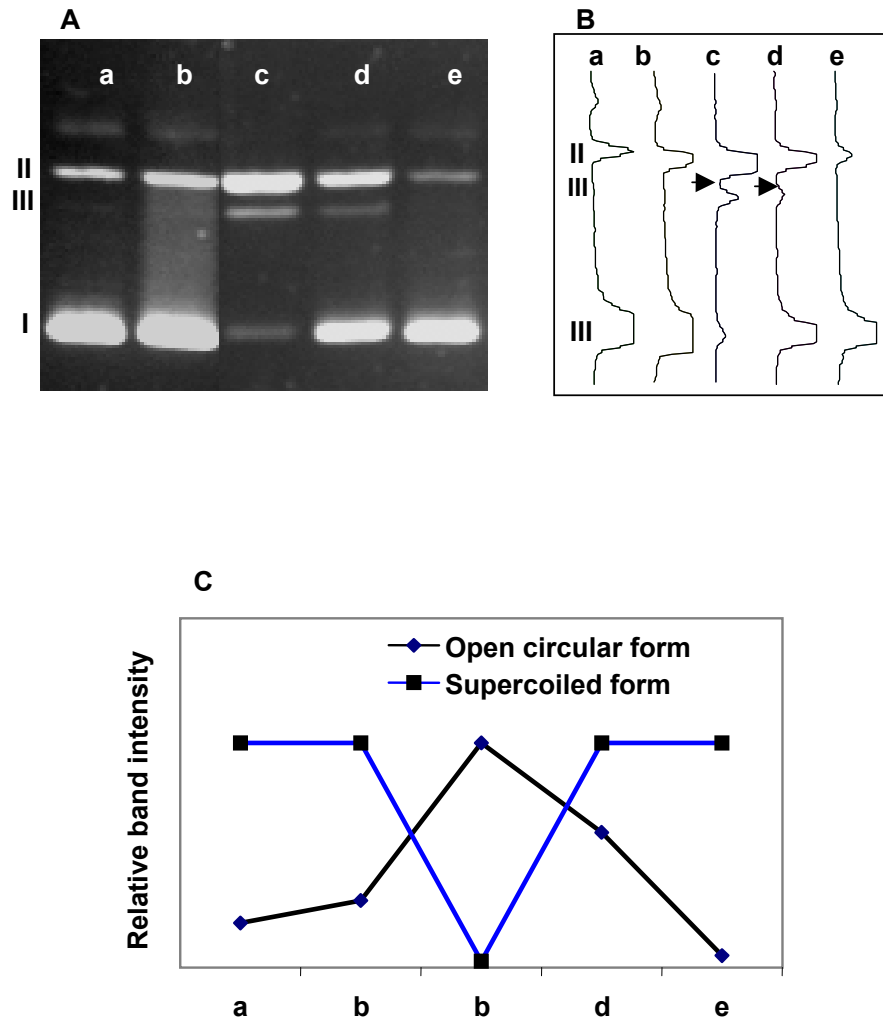 A
a b c d e
II
III
I
B
a b c d e
II
III
III
C
Open circular form
Supercoiled form
Relative band intensity
a b b d e